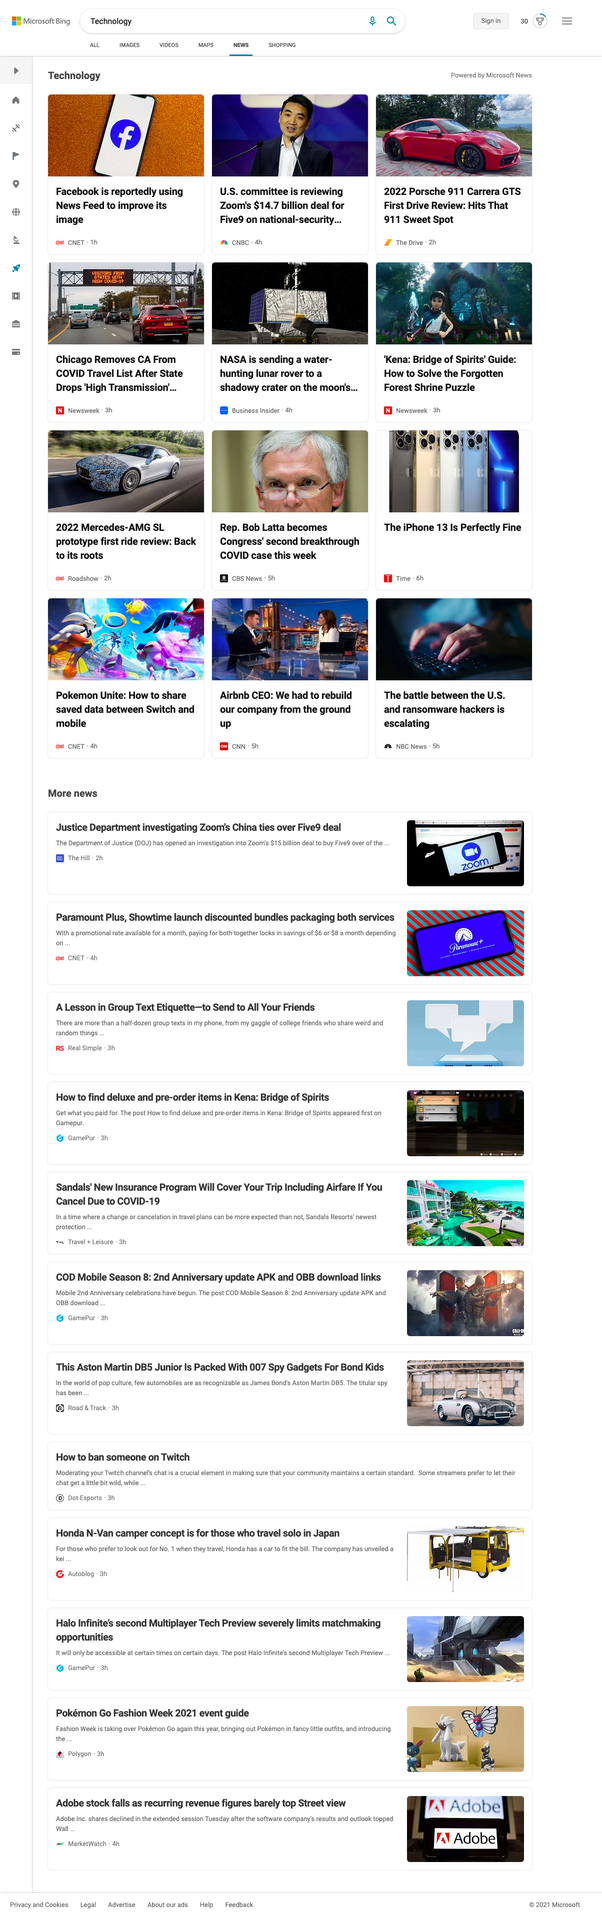 Microsoft Bing
Technology
Sign in
30
ALL IMAGES VIDEOS MAPS NEWS SHOPPING
Technology
Powered by Microsoft News
Facebook is reportedly using
News Feed to improve its
image
CNET · 1h
U.S. committee is reviewing
Zoom's $14.7 billion deal for
Five9 on national-security...
CNBC · 4h
2022 Porsche 911 Carrera GTS
First Drive Review: Hits That
911 Sweet Spot
The Drive · 2h
VISITORS FROM
STATES WITH
HIGH COVID-19
Chicago Removes CA From
COVID Travel List After State
Drops 'High Transmission'...
Newsweek · 3h
NASA is sending a water-
hunting lunar rover to a
shadowy crater on the moon's...
Business Insider · 4h
'Kena: Bridge of Spirits' Guide:
How to Solve the Forgotten
Forest Shrine Puzzle
Newsweek · 3h
2022 Mercedes-AMG SL
prototype first ride review: Back
to its roots
Roadshow · 2h
Rep. Bob Latta becomes
Congress' second breakthrough
COVID case this week
CBS News · 5h
The iPhone 13 Is Perfectly Fine
Time · 6h
Pokemon Unite: How to share
saved data between Switch and
mobile
CNET · 4h
Airbnb CEO: We had to rebuild
our company from the ground
up
CNN · 5h
The battle between the U.S.
and ransomware hackers is
escalating
NBC News · 5h
More news
Justice Department investigating Zoom's China ties over Five9 deal
The Department of Justice (DOJ) has opened an investigation into Zoom's $15 billion deal to buy Five9 over of the ...
The Hill · 2h
zoom
Paramount Plus, Showtime launch discounted bundles packaging both services
With a promotional rate available for a month, paying for both together locks in savings of $6 or $8 a month depending
on ...
CNET · 4h
Paramount+
A Lesson in Group Text Etiquette—to Send to All Your Friends
There are more than a half-dozen group texts in my phone, from my gaggle of college friends who share weird and
random things ...
RS Real Simple · 3h
How to find deluxe and pre-order items in Kena: Bridge of Spirits
Get what you paid for. The post How to find deluxe and pre-order items in Kena: Bridge of Spirits appeared first on
Gamepur.
GamePur · 3h
Sandals' New Insurance Program Will Cover Your Trip Including Airfare If You
Cancel Due to COVID-19
In a time where a change or cancelation in travel plans can be more expected than not, Sandals Resorts' newest
protection ...
Travel + Leisure · 3h
COD Mobile Season 8: 2nd Anniversary update APK and OBB download links
Mobile 2nd Anniversary celebrations have begun. The post COD Mobile Season 8: 2nd Anniversary update APK and
OBB download ...
GamePur · 3h
This Aston Martin DB5 Junior Is Packed With 007 Spy Gadgets For Bond Kids
In the world of pop culture, few automobiles are as recognizable as James Bond's Aston Martin DB5. The titular spy
has been ...
Road & Track · 3h
How to ban someone on Twitch
Moderating your Twitch channel's chat is a crucial element in making sure that your community maintains a certain standard. Some streamers prefer to let their
chat get a little bit wild, while ...
Dot Esports · 3h
Honda N-Van camper concept is for those who travel solo in Japan
For those who prefer to look out for No. 1 when they travel, Honda has a car to fit the bill. The company has unveiled a
kei ...
Autoblog · 3h
Halo Infinite's second Multiplayer Tech Preview severely limits matchmaking
opportunities
It will only be accessible at certain times on certain days. The post Halo Infinite's second Multiplayer Tech Preview ...
GamePur · 3h
Pokémon Go Fashion Week 2021 event guide
Fashion Week is taking over Pokémon Go again this year, bringing out Pokémon in fancy little outfits, and introducing
the ...
Polygon · 3h
Adobe stock falls as recurring revenue figures barely top Street view
Adobe Inc. shares declined in the extended session Tuesday after the software company's results and outlook topped
Wall ...
MarketWatch · 4h
Adobe
Adobe
Privacy and Cookies Legal Advertise About our ads Help Feedback
© 2021 Microsoft